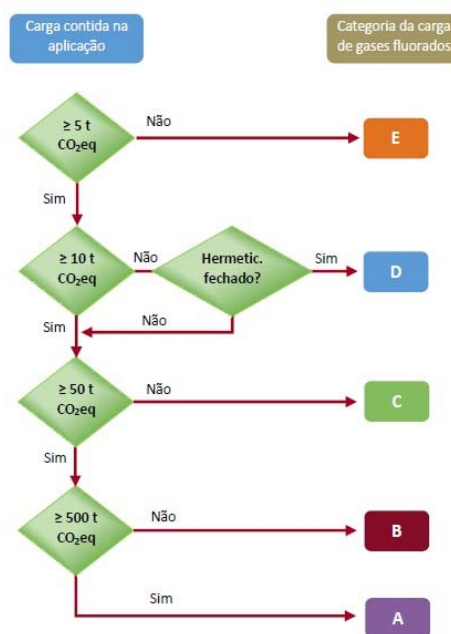 Carga contida na
aplicação
Categoria da carga
de gases fluorados
≥ 5 t
CO₂eq
Não
E
Sim
≥ 10 t
CO₂eq
Não
Hermetic.
fechado?
Sim
D
Não
Sim
≥ 50 t
CO₂eq
Não
C
Sim
≥ 500 t
CO₂eq
Não
B
Sim
A